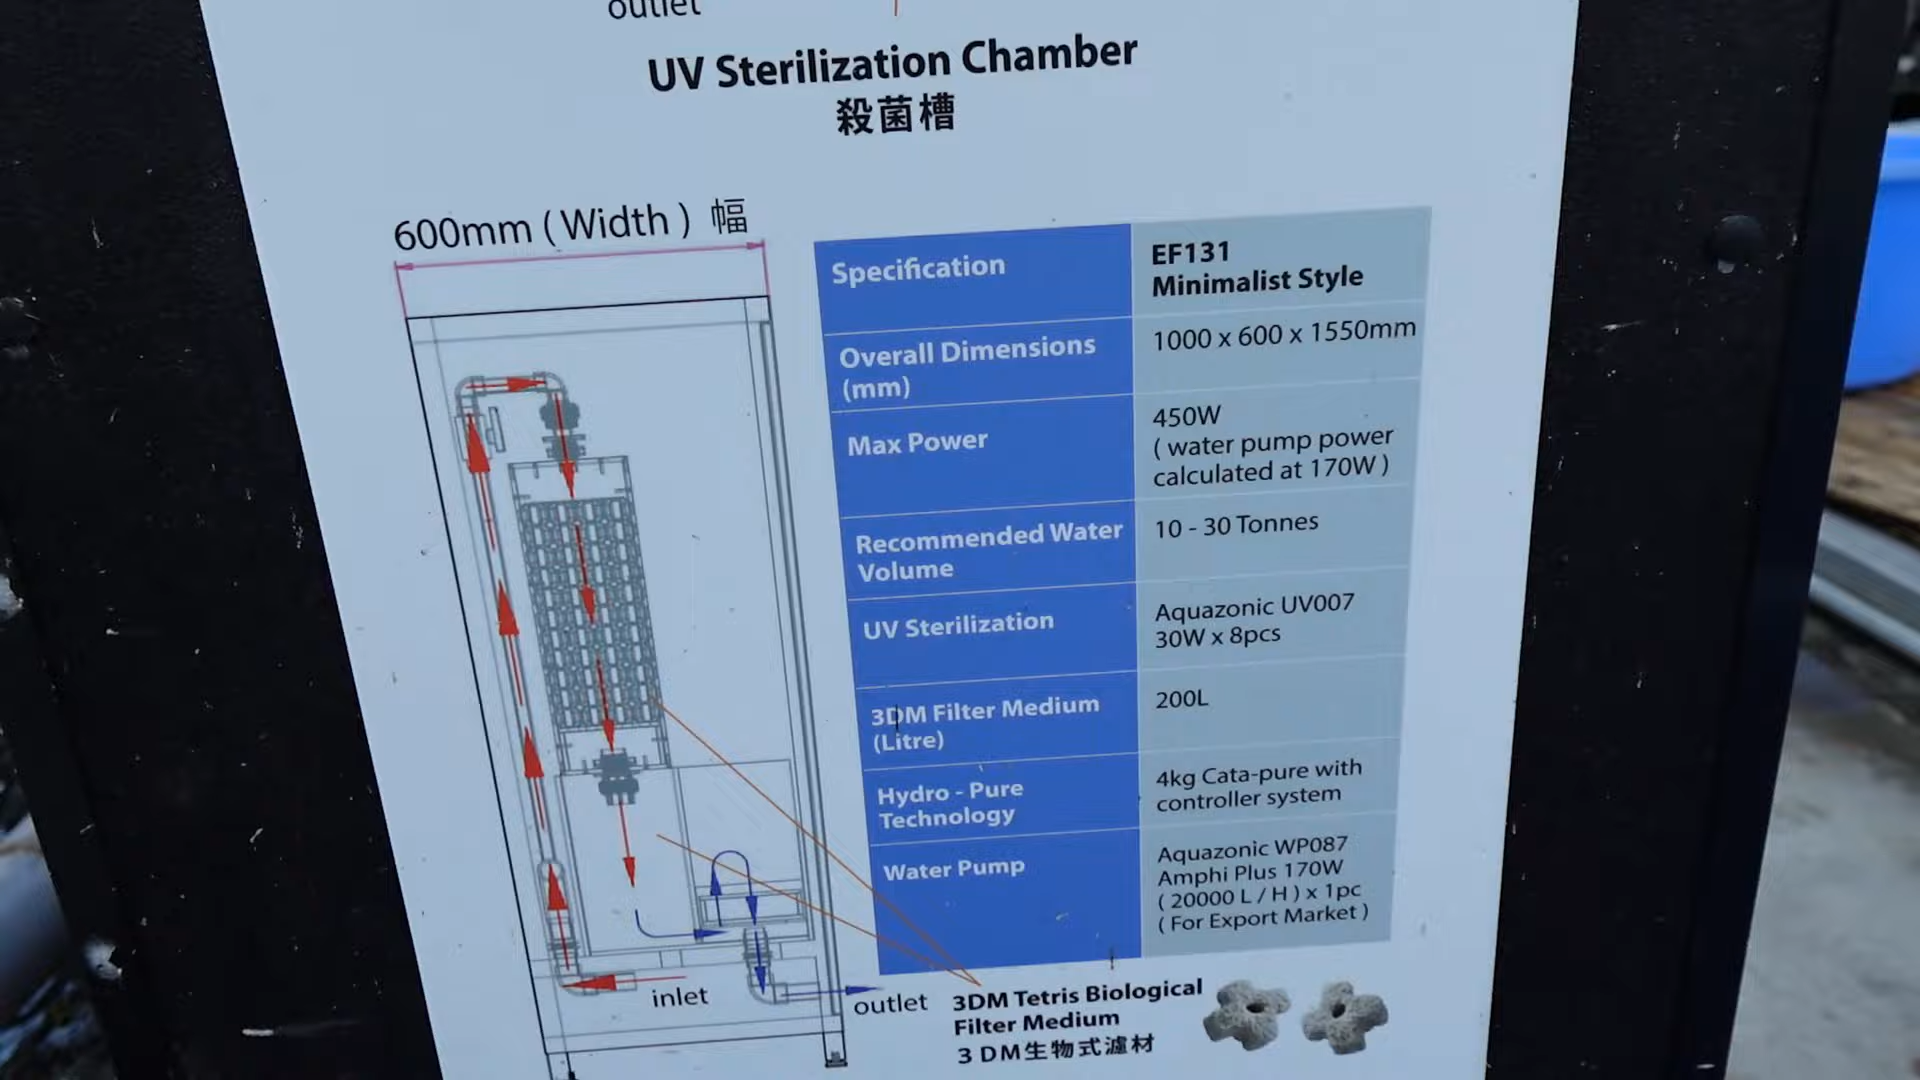 outlet
UV Sterilization Chamber
殺菌槽
600mm ( Width ) 幅
Specification
EF131
Minimalist Style
Overall Dimensions
(mm)
1000 x 600 x 1550mm
Max Power
450W
( water pump power
calculated at 170W )
Recommended Water
Volume
10 - 30 Tonnes
UV Sterilization
Aquazonic UV007
30W x 8pcs
3DM Filter Medium
(Litre)
200L
Hydro - Pure
Technology
4kg Cata-pure with
controller system
Water Pump
Aquazonic WP087
Amphi Plus 170W
( 20000 L / H ) x 1pc
( For Export Market )
inlet
outlet
3DM Tetris Biological
Filter Medium
3 DM生物式濾材